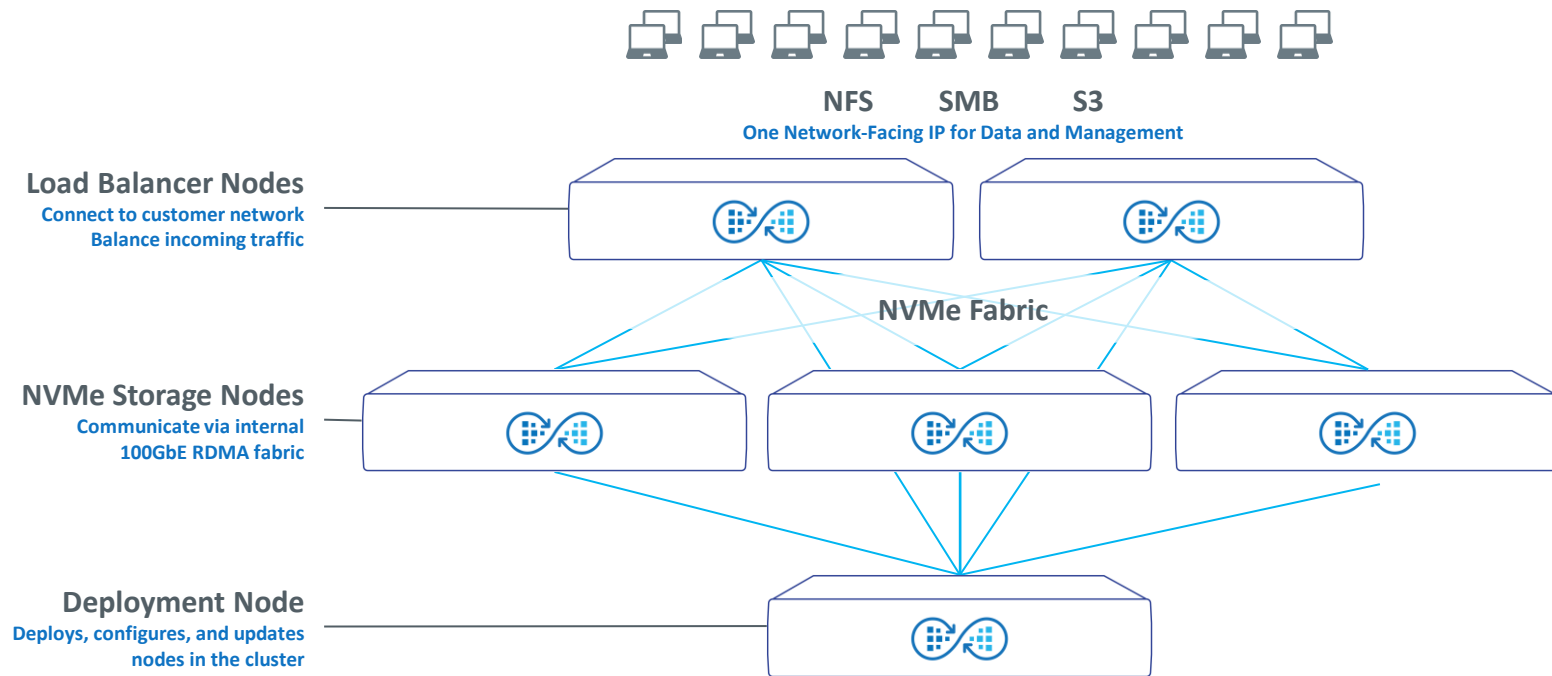 NFS SMB S3
One Network-Facing IP for Data and Management
Load Balancer Nodes
Connect to customer network
Balance incoming traffic
NVMe Fabric
NVMe Storage Nodes
Communicate via internal
100GbE RDMA fabric
Deployment Node
Deploys, configures, and updates
nodes in the cluster